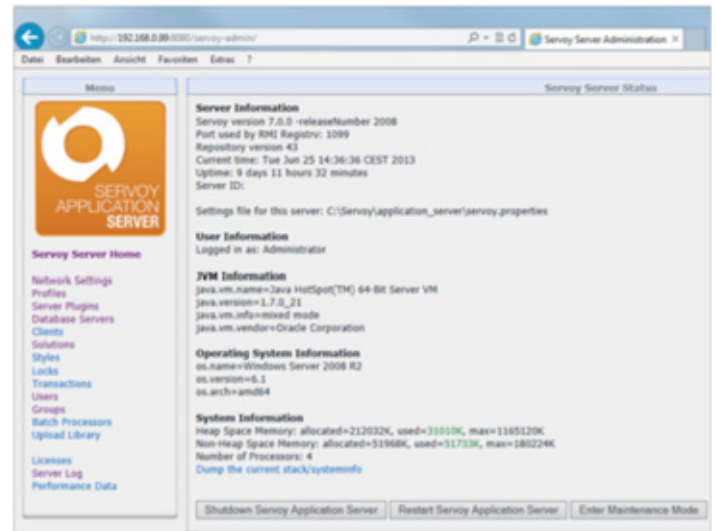 http://192.168.0.99:8080/servoy-admin/
Servoy Server Administration
Datei Bearbeiten Ansicht Favoriten Extras ?
Menu
Servoy Server Status
SERVOY
APPLICATION
SERVER
Servoy Server Home
Network Settings
Profiles
Server Plugins
Database Servers
Clients
Solutions
Styles
Locks
Transactions
Users
Groups
Batch Processors
Upload Library
Licenses
Server Log
Performance Data
Server Information
Servoy version 7.0.0 -releaseNumber 2008
Port used by RMI Registry: 1099
Repository version 43
Current time: Tue Jun 25 14:36:36 CEST 2013
Uptime: 9 days 11 hours 32 minutes
Server ID:
Settings file for this server: C:\Servoy\application_server\servoy.properties
User Information
Logged in as: Administrator
JVM Information
java.vm.name=Java HotSpot(TM) 64-Bit Server VM
java.version=1.7.0_21
java.vm.info=mixed mode
java.vm.vendor=Oracle Corporation
Operating System Information
os.name=Windows Server 2008 R2
os.version=6.1
os.arch=amd64
System Information
Heap Space Memory: allocated=212032K, used=31010K, max=1165120K
Non-Heap Space Memory: allocated=51968K, used=51733K, max=180224K
Number of Processors: 4
Dump the current stack/systeminfo
Shutdown Servoy Application Server
Restart Servoy Application Server
Enter Maintenance Mode